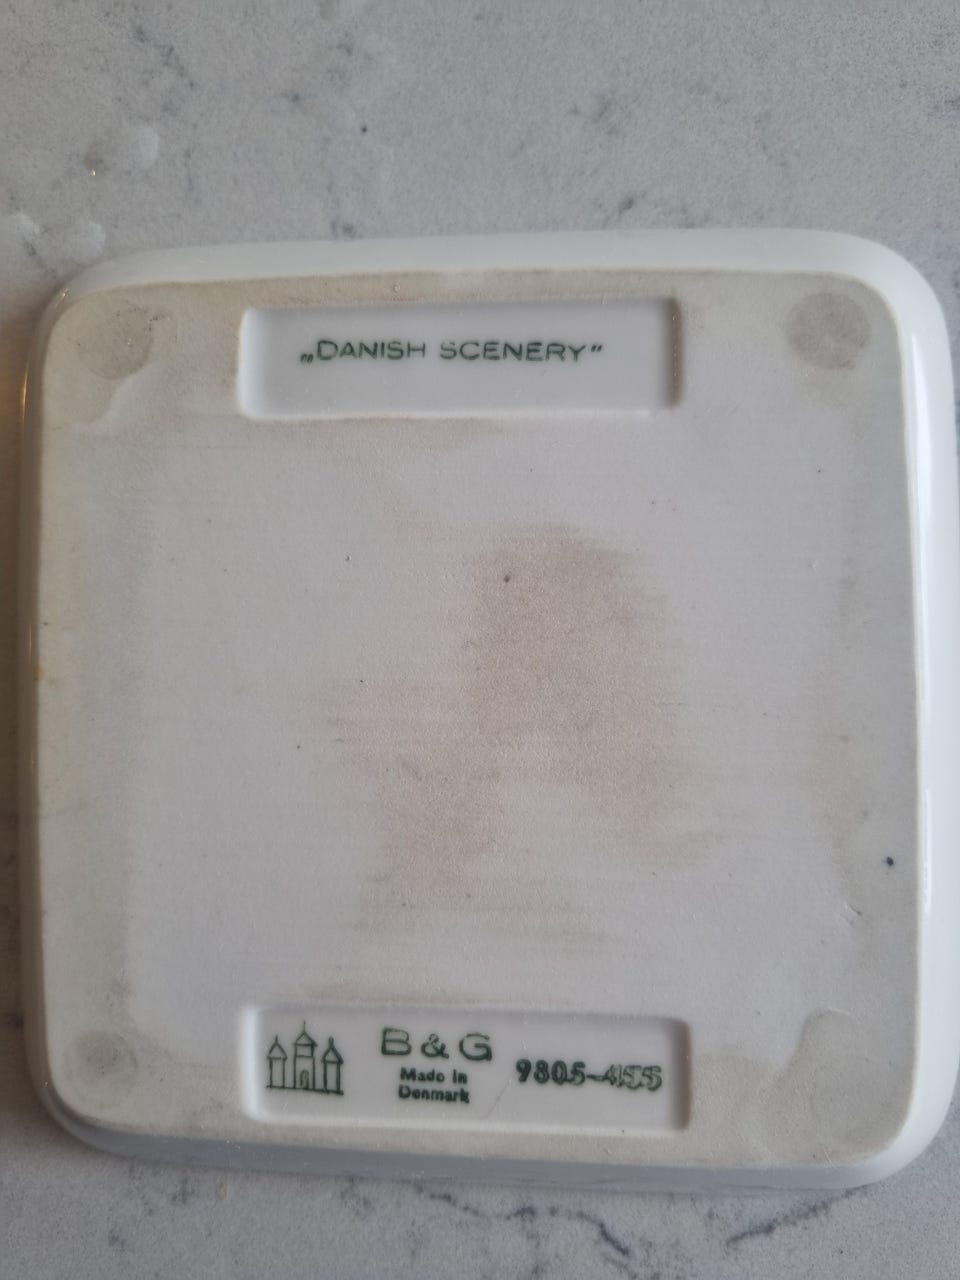 „DANISH SCENERY”
B & G
Made in
Denmark
9805-455